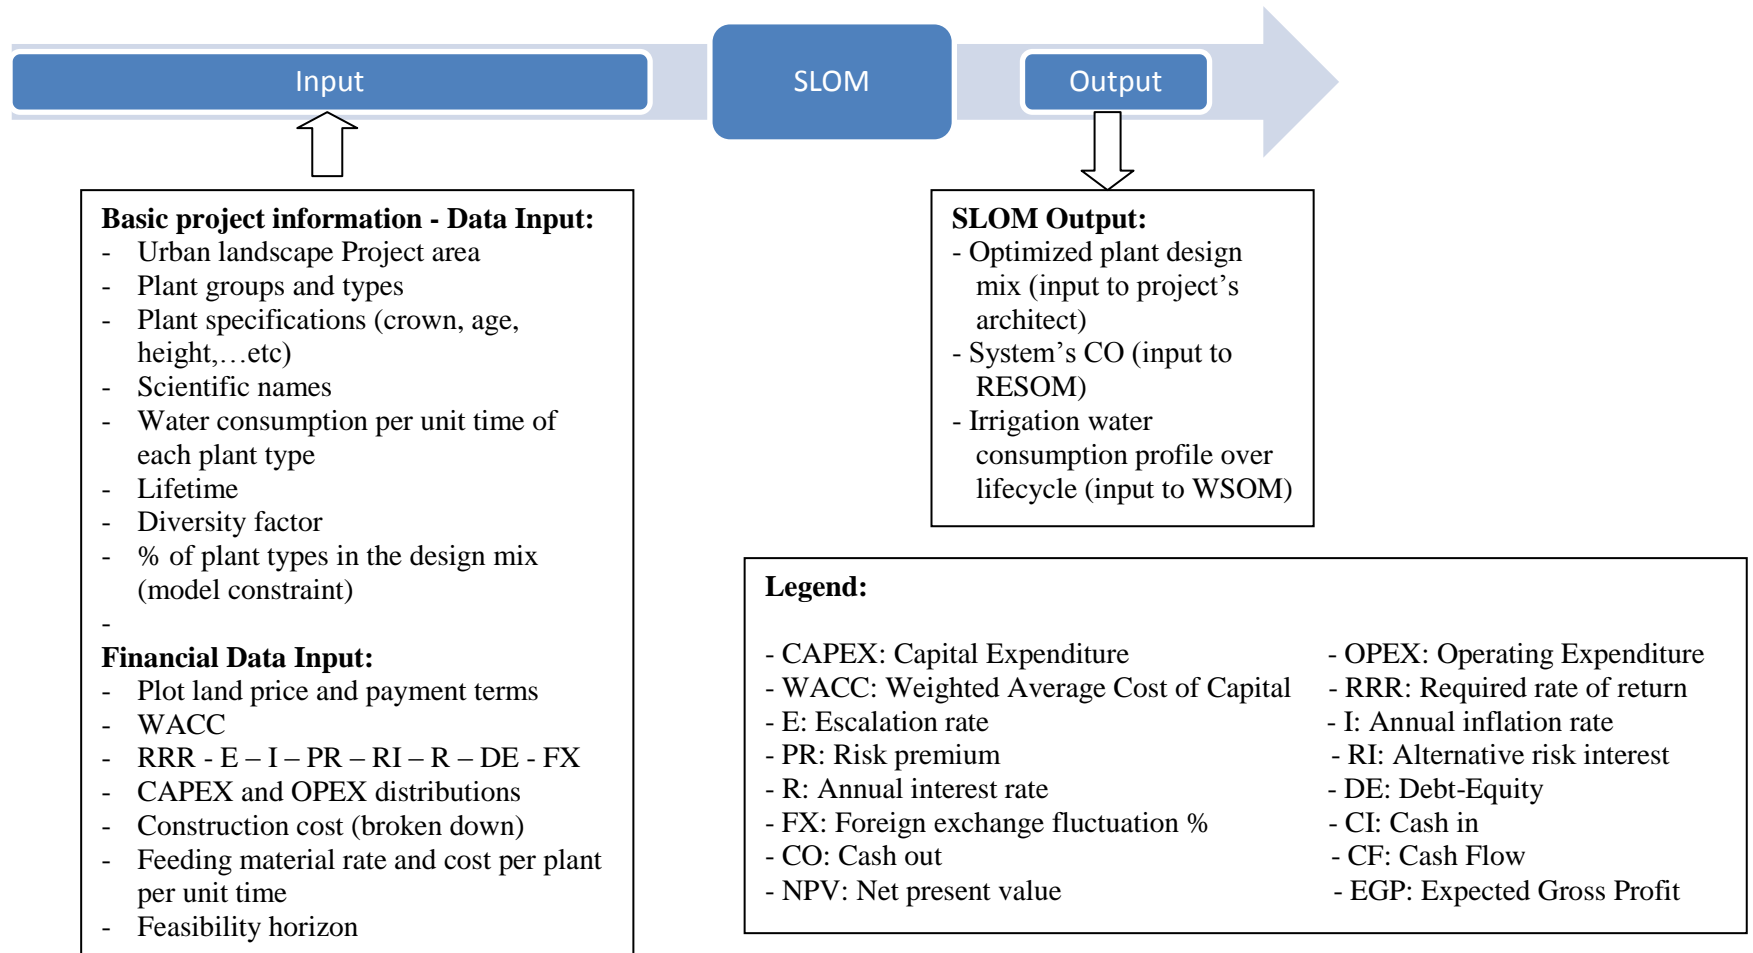 Input
SLOM
Output
Basic project information - Data Input:
- Urban landscape Project area
- Plant groups and types
- Plant specifications (crown, age,
height,…etc)
- Scientific names
- Water consumption per unit time of
each plant type
- Lifetime
- Diversity factor
- % of plant types in the design mix
(model constraint)
-
Financial Data Input:
- Plot land price and payment terms
- WACC
- RRR - E – I – PR – RI – R – DE - FX
- CAPEX and OPEX distributions
- Construction cost (broken down)
- Feeding material rate and cost per plant
per unit time
- Feasibility horizon
SLOM Output:
- Optimized plant design
mix (input to project’s
architect)
- System’s CO (input to
RESOM)
- Irrigation water
consumption profile over
lifecycle (input to WSOM)
Legend:
- CAPEX: Capital Expenditure
- OPEX: Operating Expenditure
- WACC: Weighted Average Cost of Capital
- RRR: Required rate of return
- E: Escalation rate
- I: Annual inflation rate
- PR: Risk premium
- RI: Alternative risk interest
- R: Annual interest rate
- DE: Debt-Equity
- FX: Foreign exchange fluctuation %
- CI: Cash in
- CO: Cash out
- CF: Cash Flow
- NPV: Net present value
- EGP: Expected Gross Profit